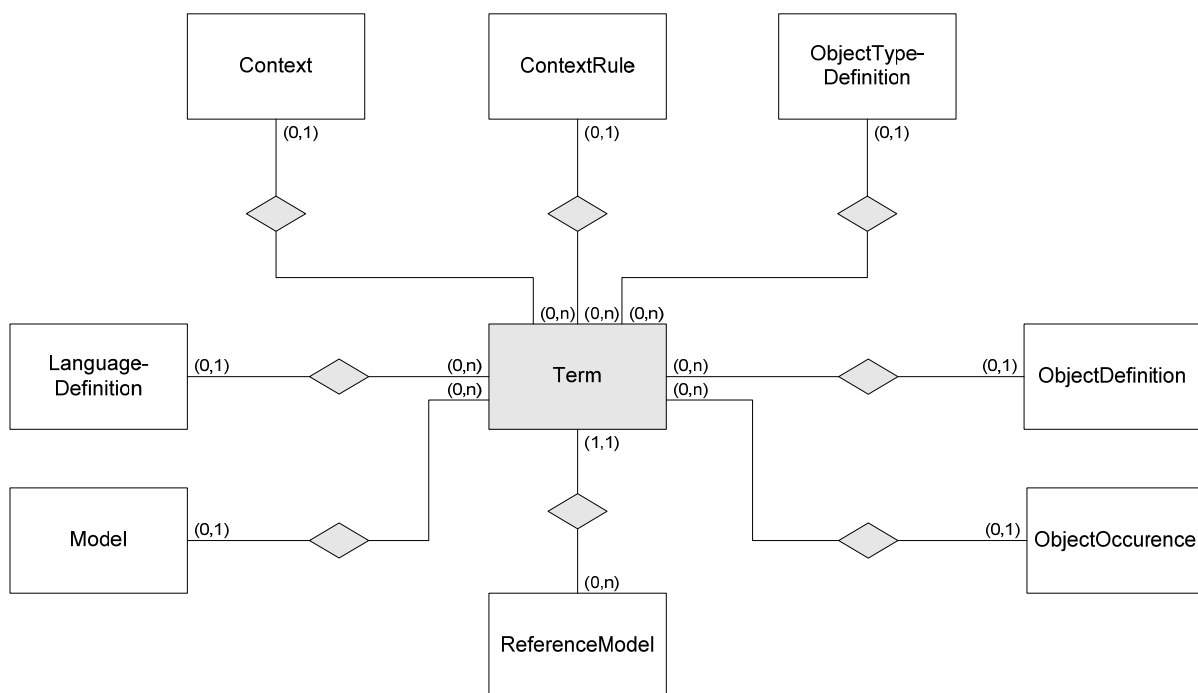 Context
ContextRule
ObjectType-
Definition
(0,1)
(0,1)
(0,1)
(0,n)
(0,n)
(0,n)
Language-
Definition
(0,1)
(0,n)
(0,n)
Term
(0,n)
(0,n)
(0,1)
ObjectDefinition
(1,1)
Model
(0,1)
(0,1)
ObjectOccurence
(0,n)
ReferenceModel